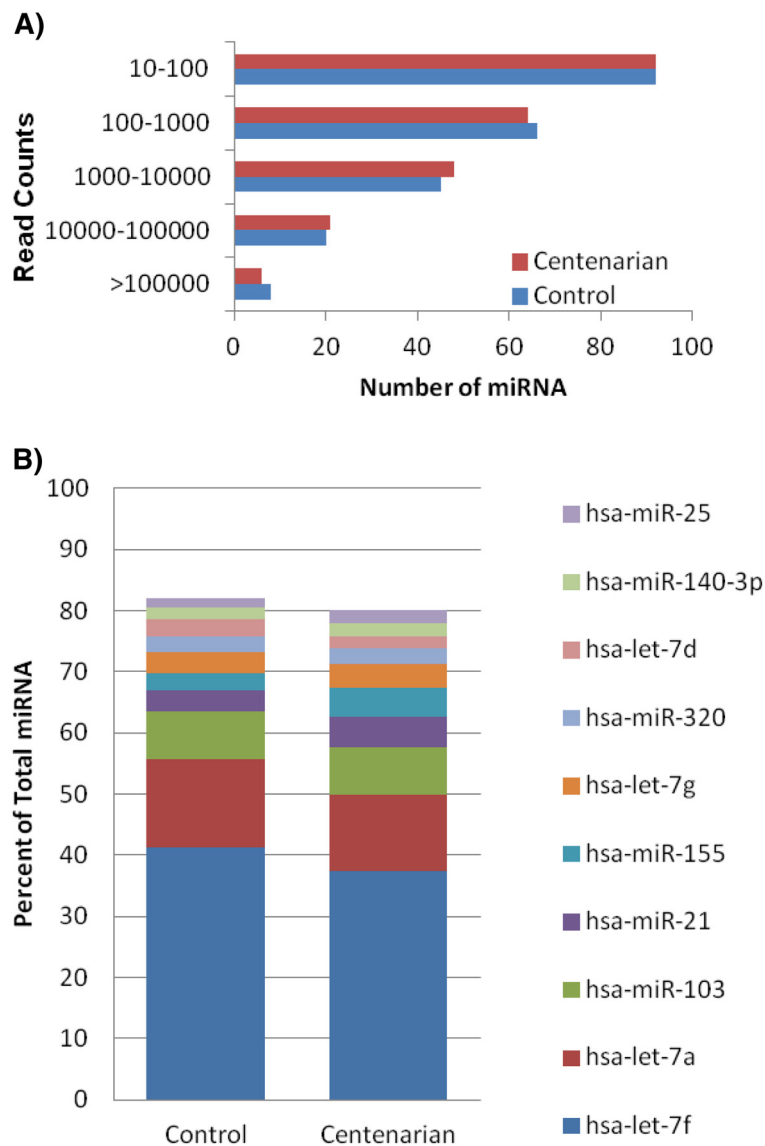 A)
Read Counts
10-100
100-1000
1000-10000
10000-100000
>100000
Centenarian
Control
0 20 40 60 80 100
Number of miRNA
B)
Percent of Total miRNA
100
90
80
70
60
50
40
30
20
10
0
Control Centenarian
hsa-miR-25
hsa-miR-140-3p
hsa-let-7d
hsa-miR-320
hsa-let-7g
hsa-miR-155
hsa-miR-21
hsa-miR-103
hsa-let-7a
hsa-let-7f